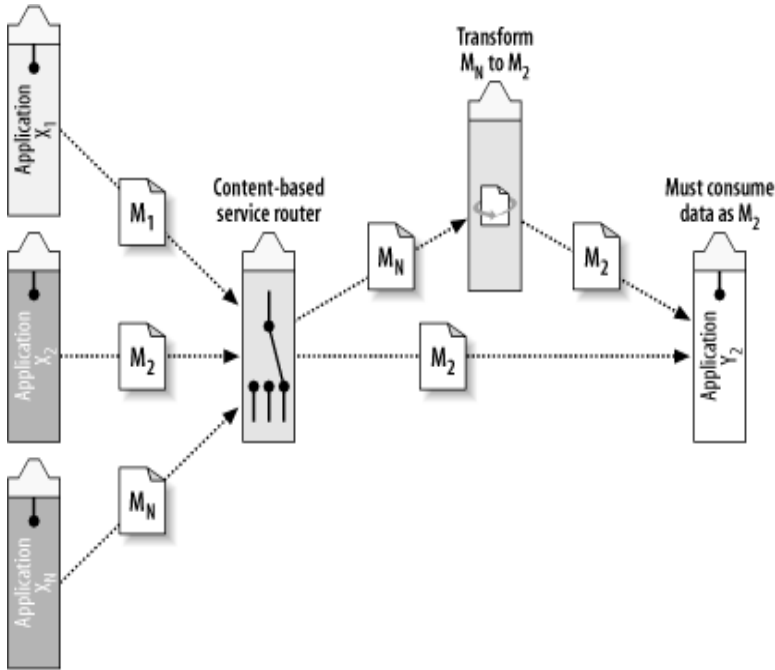 Application
X1
M1
Application
X2
M2
Application
XN
MN
Content-based
service router
MN
M2
Transform
MN to M2
M2
Must consume
data as M2
Application
Y2